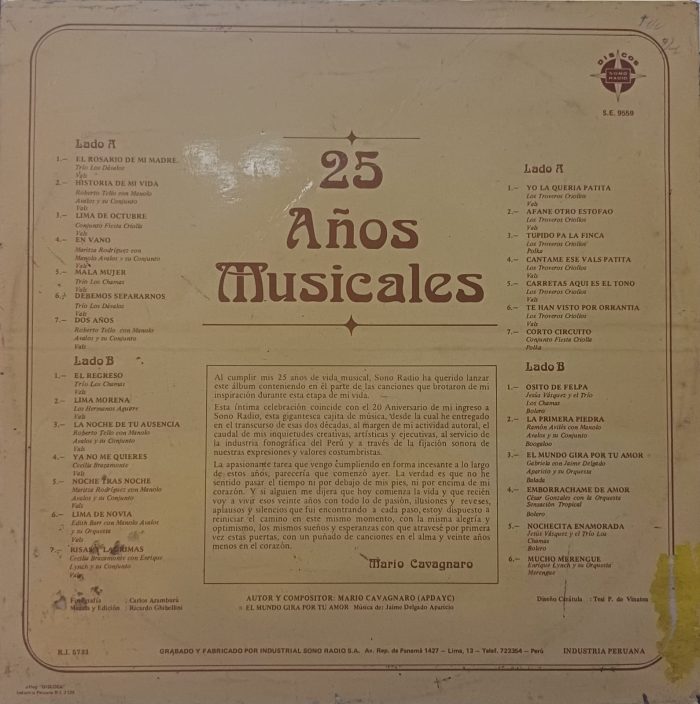 DISCOS
SONO
RADIO
S.E. 9559
25
Años
Musicales
Lado A
1.— EL ROSARIO DE MI MADRE
Trío Los Dávalos
Vals
2.— HISTORIA DE MI VIDA
Roberto Tello con Manolo
Avalos y su Conjunto
Vals
3.— LIMA DE OCTUBRE
Conjunto Fiesta Criolla
Vals
4.— EN VANO
Maritza Rodríguez con
Manolo Avalos y su Conjunto
Vals
5.— MALA MUJER
Trío Los Chamas
Vals
6.— DEBEMOS SEPARARNOS
Trío Los Dávalos
Vals
7.— DOS AÑOS
Roberto Tello con Manolo
Avalos y su Conjunto
Vals
Lado B
1.— EL REGRESO
Trío Los Chamas
Vals
2.— LIMA MORENA
Los Hermanos Aguirre
Vals
3.— LA NOCHE DE TU AUSENCIA
Roberto Tello con Manolo
Avalos y su Conjunto
Vals
4.— YA NO ME QUIERES
Cecilia Bracamonte
Vals
5.— NOCHE TRAS NOCHE
Maritza Rodríguez con Manolo
Avalos y su Conjunto
Vals
6.— LIMA DE NOVIA
Edith Barr con Manolo Avalos
y su Orquesta
Vals
7.— RISAS Y LAGRIMAS
Cecilia Bracamonte con Enrique
Lynch y su Conjunto
Vals
Lado A
1.— YO LA QUERIA PATITA
Los Troveros Criollos
Vals
2.— AFANE OTRO ESTOFAO
Los Troveros Criollos
Vals
3.— TUPIDO PA LA FINCA
Los Troveros Criollos
Polka
4.— CANTAME ESE VALS PATITA
Los Troveros Criollos
Vals
5.— CARRETAS AQUI ES EL TONO
Los Troveros Criollos
Vals
6.— TE HAN VISTO POR ORRANTIA
Los Troveros Criollos
Vals
7.— CORTO CIRCUITO
Conjunto Fiesta Criolla
Polka
Lado B
1.— OSITO DE FELPA
Jesús Vásquez y el Trío
Los Chamas
Bolero
2.— LA PRIMERA PIEDRA
Ramón Avilés con Manolo
Avalos y su Conjunto
Boogaloo
3.— EL MUNDO GIRA POR TU AMOR
Gabriela con Jaime Delgado
Aparicio y su Orquesta
Balada
4.— EMBORRACHAME DE AMOR
César Gonzales con la Orquesta
Sensación Tropical
Bolero
5.— NOCHECITA ENAMORADA
Jesús Vásquez y el Trío Los
Chamas
Bolero
6.— MUCHO MERENGUE
Enrique Lynch y su Orquesta
Merengue
Al cumplir mis 25 años de vida musical, Sono Radio ha querido lanzar
este álbum conteniendo en él parte de las canciones que brotaron de mi
inspiración durante esta etapa de mi vida.
Esta íntima celebración coincide con el 20 Aniversario de mi ingreso a
Sono Radio, esta gigantesca cajita de música, desde la cual he entregado
en el transcurso de esas dos décadas, al margen de mi actividad autoral, el
caudal de mis inquietudes creativas, artísticas y ejecutivas, al servicio de
la industria fonográfica del Perú y a través de la fijación sonora de
nuestras expresiones y valores costumbristas.
La apasionante tarea que vengo cumpliendo en forma incesante a lo largo
de estos años, parecería que comenzó ayer. La verdad es que no he
sentido pasar el tiempo ni por debajo de mis pies, ni por encima de mi
corazón. Y si alguien me dijera que hoy comienza la vida y que recién
voy a vivir esos veinte años con todo lo de pasión, ilusiones y reveses,
aplausos y silencios que fui encontrando a cada paso, estoy dispuesto a
reiniciar el camino en este mismo momento, con la misma alegría y
optimismo, los mismos sueños y esperanzas con que atravesé por primera
vez estas puertas, con un puñado de canciones en el alma y veinte años
menos en el corazón.
Mario Cavagnaro
AUTOR Y COMPOSITOR: MARIO CAVAGNARO (APDAYC)
EL MUNDO GIRA POR TU AMOR Música de: Jaime Delgado Aparicio
Fotografía : Carlos Aramburú
Mezcla y Edición : Ricardo Ghibellini
Diseño Carátula : Tesi P. de Vinatea
R.I. 5733
GRABADO Y FABRICADO POR INDUSTRIAL SONO RADIO S.A. Av. Rep. de Panamá 1427 – Lima, 13 – Telef. 723354 – Perú
INDUSTRIA PERUANA